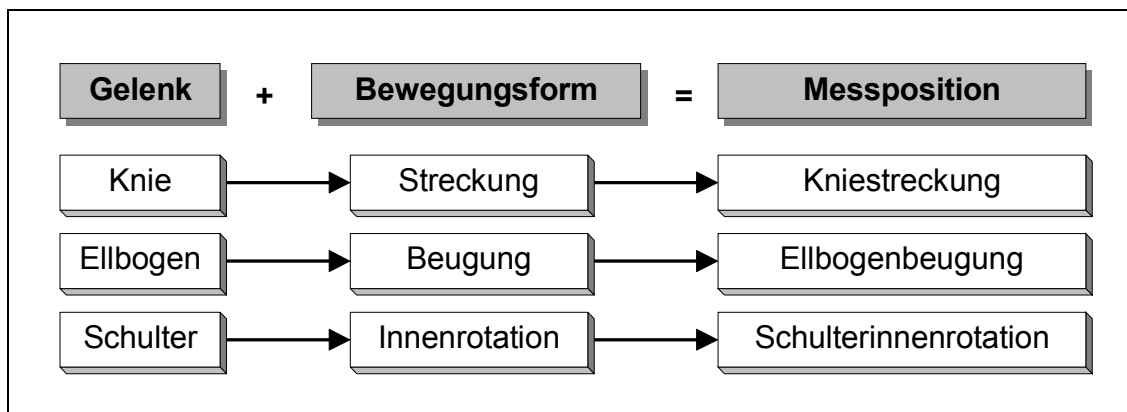 Gelenk + Bewegungsform = Messposition
Knie Streckung Kniestreckung
Ellbogen Beugung Ellbogenbeugung
Schulter Innenrotation Schulterinnenrotation